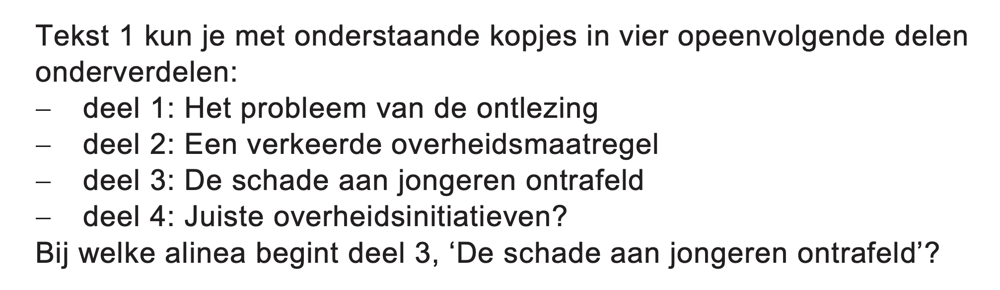 Tekst 1 kun je met onderstaande kopjes in vier opeenvolgende delen
onderverdelen:
– deel 1: Het probleem van de ontlezing
– deel 2: Een verkeerde overheidsmaatregel
– deel 3: De schade aan jongeren ontrafeld
– deel 4: Juiste overheidsinitiatieven?
Bij welke alinea begint deel 3, ‘De schade aan jongeren ontrafeld’?